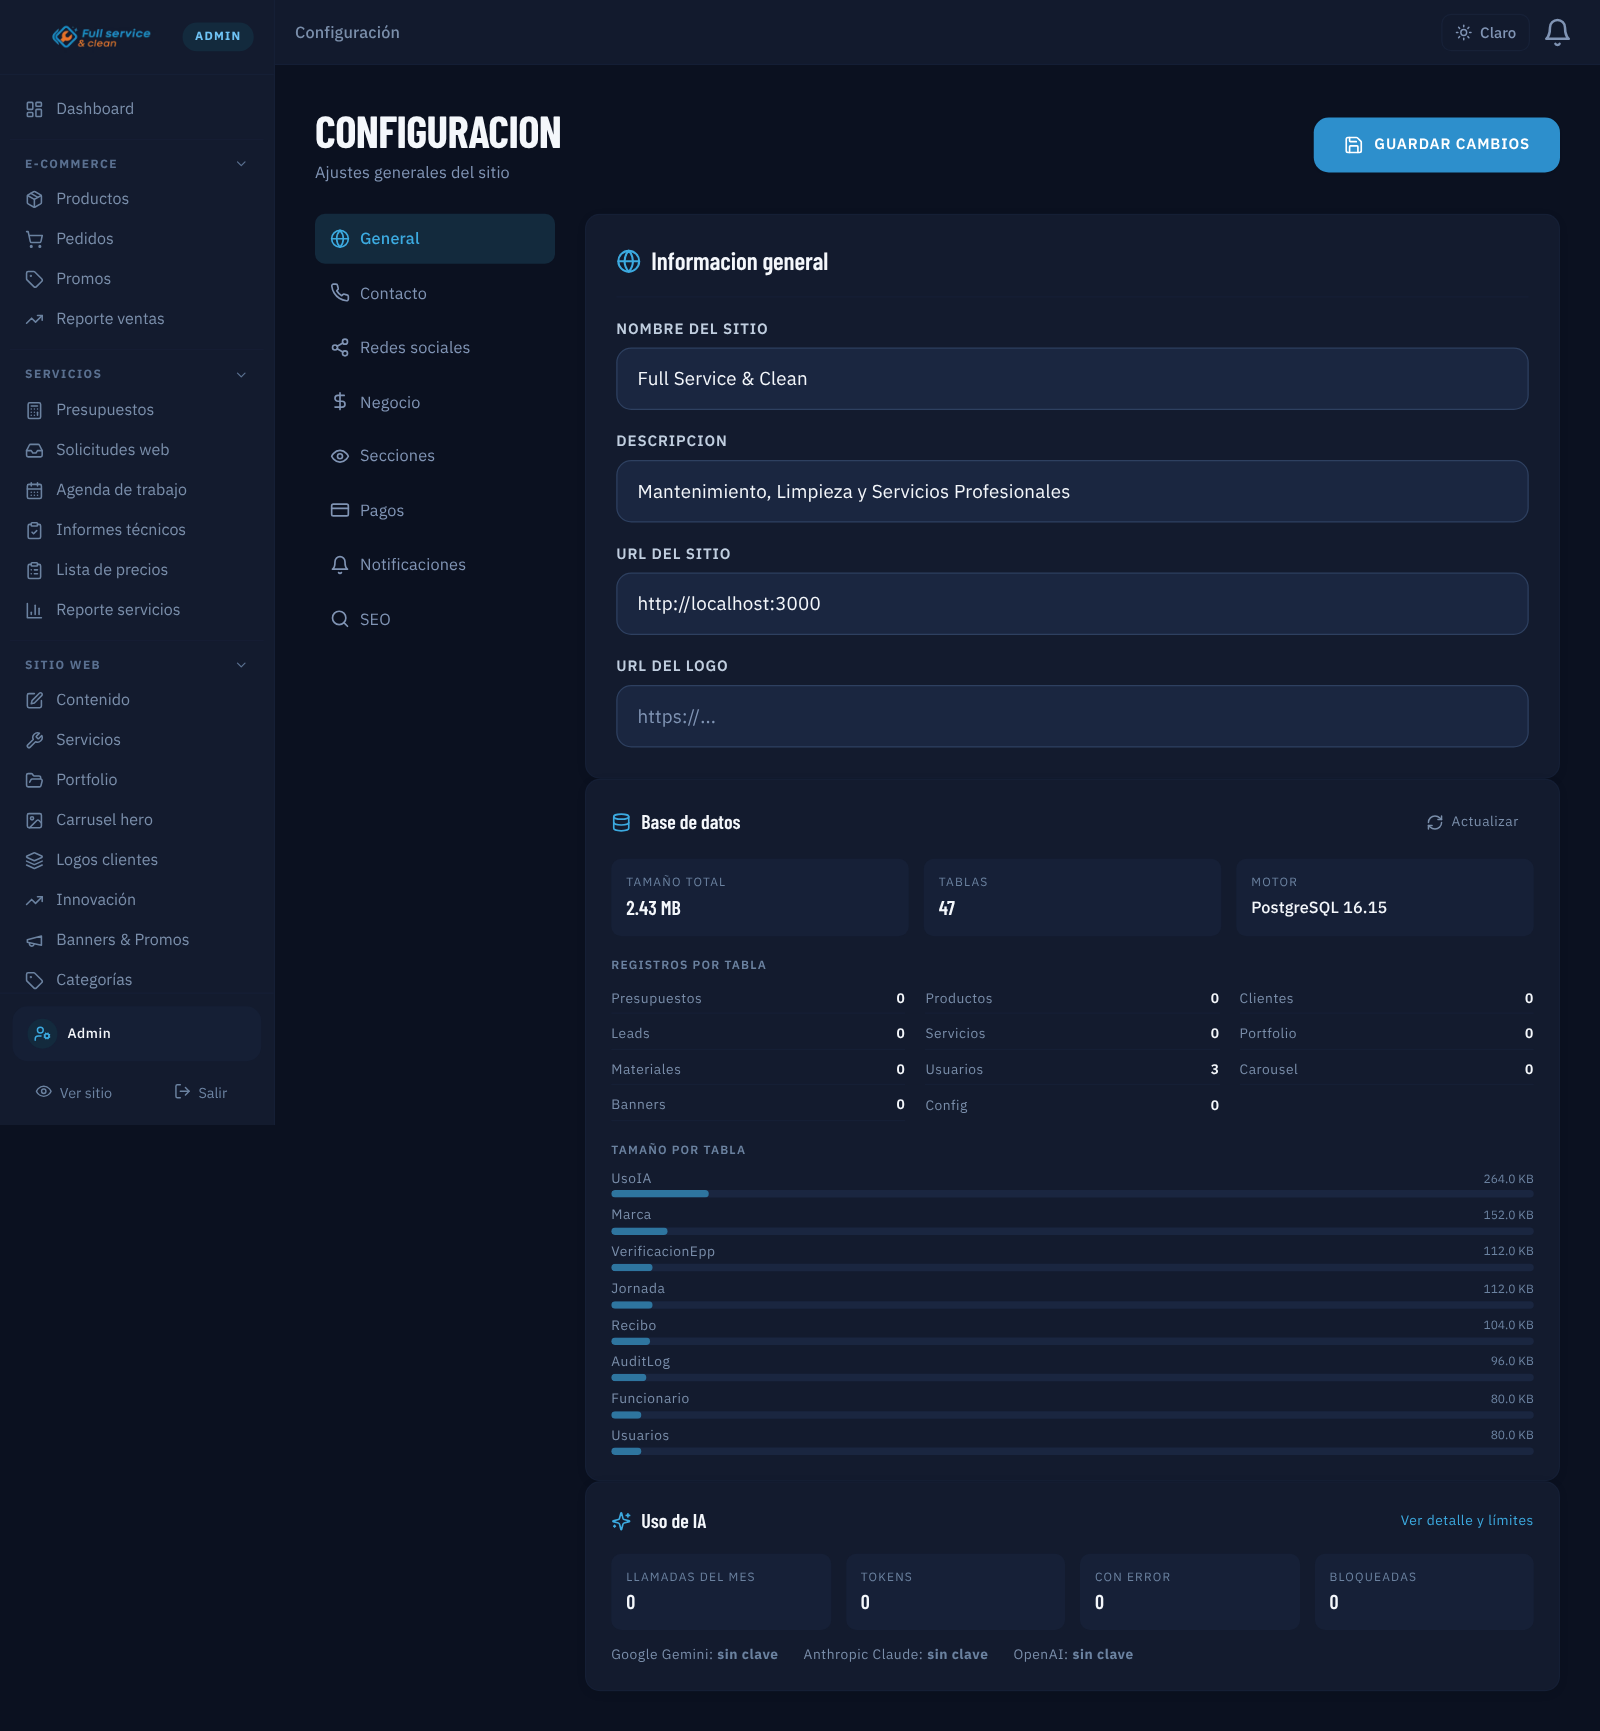 Full service
& clean
ADMIN
Configuración
Claro
Dashboard
E-COMMERCE
Productos
Pedidos
Promos
Reporte ventas
SERVICIOS
Presupuestos
Solicitudes web
Agenda de trabajo
Informes técnicos
Lista de precios
Reporte servicios
SITIO WEB
Contenido
Servicios
Portfolio
Carrusel hero
Logos clientes
Innovación
Banners & Promos
Categorías
Admin
Ver sitio
Salir
CONFIGURACION
Ajustes generales del sitio
GUARDAR CAMBIOS
General
Contacto
Redes sociales
Negocio
Secciones
Pagos
Notificaciones
SEO
Informacion general
NOMBRE DEL SITIO
Full Service & Clean
DESCRIPCION
Mantenimiento, Limpieza y Servicios Profesionales
URL DEL SITIO
http://localhost:3000
URL DEL LOGO
https://...
Base de datos
Actualizar
TAMAÑO TOTAL
2.43 MB
TABLAS
47
MOTOR
PostgreSQL 16.15
REGISTROS POR TABLA
Presupuestos 0 Productos 0 Clientes 0
Leads 0 Servicios 0 Portfolio 0
Materiales 0 Usuarios 3 Carousel 0
Banners 0 Config 0
TAMAÑO POR TABLA
UsoIA 264.0 KB
Marca 152.0 KB
VerificacionEpp 112.0 KB
Jornada 112.0 KB
Recibo 104.0 KB
AuditLog 96.0 KB
Funcionario 80.0 KB
Usuarios 80.0 KB
Uso de IA
Ver detalle y límites
LLAMADAS DEL MES
0
TOKENS
0
CON ERROR
0
BLOQUEADAS
0
Google Gemini: sin clave Anthropic Claude: sin clave OpenAI: sin clave